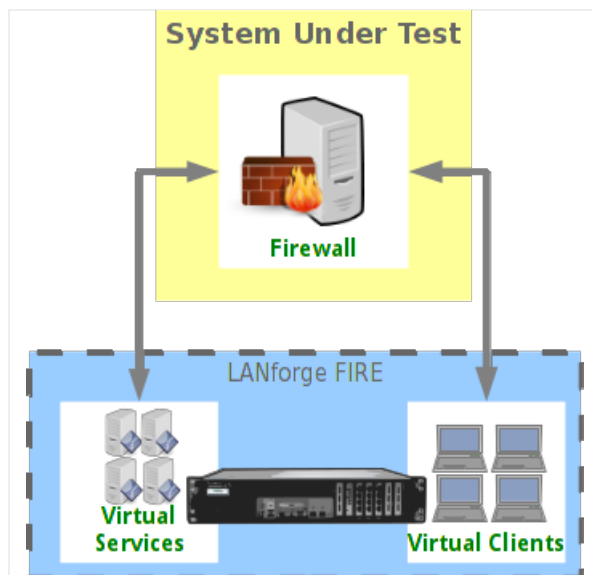 System Under Test
Firewall
LANforge FIRE
Virtual
Services
Virtual Clients